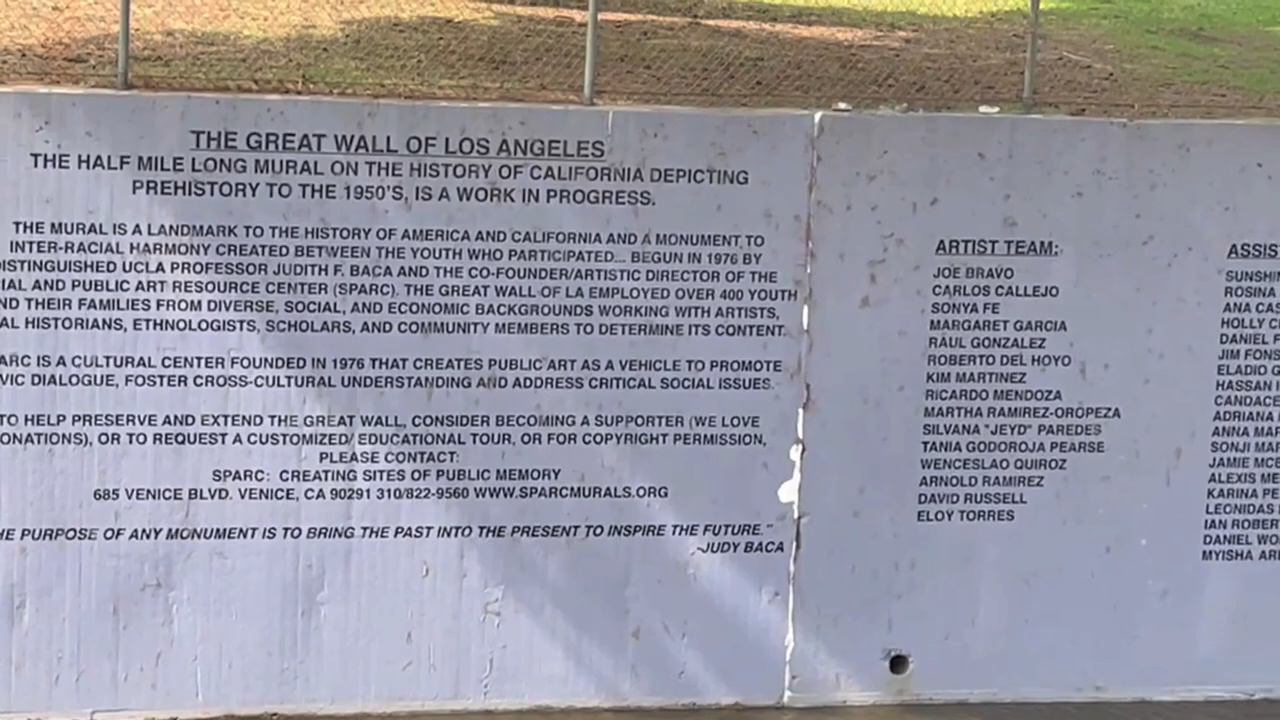 THE GREAT WALL OF LOS ANGELES
THE HALF MILE LONG MURAL ON THE HISTORY OF CALIFORNIA DEPICTING
PREHISTORY TO THE 1950'S, IS A WORK IN PROGRESS.
THE MURAL IS A LANDMARK TO THE HISTORY OF AMERICA AND CALIFORNIA AND A MONUMENT TO
INTER-RACIAL HARMONY CREATED BETWEEN THE YOUTH WHO PARTICIPATED... BEGUN IN 1976 BY
DISTINGUISHED UCLA PROFESSOR JUDITH F. BACA AND THE CO-FOUNDER/ARTISTIC DIRECTOR OF THE
IAL AND PUBLIC ART RESOURCE CENTER (SPARC). THE GREAT WALL OF LA EMPLOYED OVER 400 YOUTH
ND THEIR FAMILIES FROM DIVERSE, SOCIAL, AND ECONOMIC BACKGROUNDS WORKING WITH ARTISTS,
AL HISTORIANS, ETHNOLOGISTS, SCHOLARS, AND COMMUNITY MEMBERS TO DETERMINE ITS CONTENT.
ARC IS A CULTURAL CENTER FOUNDED IN 1976 THAT CREATES PUBLIC ART AS A VEHICLE TO PROMOTE
VIC DIALOGUE, FOSTER CROSS-CULTURAL UNDERSTANDING AND ADDRESS CRITICAL SOCIAL ISSUES.
TO HELP PRESERVE AND EXTEND THE GREAT WALL, CONSIDER BECOMING A SUPPORTER (WE LOVE
ONATIONS), OR TO REQUEST A CUSTOMIZED/ EDUCATIONAL TOUR, OR FOR COPYRIGHT PERMISSION,
PLEASE CONTACT:
SPARC: CREATING SITES OF PUBLIC MEMORY
685 VENICE BLVD. VENICE, CA 90291 310/822-9560 WWW.SPARCMURALS.ORG
HE PURPOSE OF ANY MONUMENT IS TO BRING THE PAST INTO THE PRESENT TO INSPIRE THE FUTURE."
~JUDY BACA
ARTIST TEAM:
JOE BRAVO
CARLOS CALLEJO
SONYA FE
MARGARET GARCIA
RAUL GONZALEZ
ROBERTO DEL HOYO
KIM MARTINEZ
RICARDO MENDOZA
MARTHA RAMIREZ-OROPEZA
SILVANA "JEYD" PAREDES
TANIA GODOROJA PEARSE
WENCESLAO QUIROZ
ARNOLD RAMIREZ
DAVID RUSSELL
ELOY TORRES
ASSIS
SUNSHI
ROSINA
ANA CAS
HOLLY C
DANIEL F
JIM FONS
ELADIO G
HASSAN
CANDACE
ADRIANA
ANNA MAR
SONJI MAR
JAMIE MCE
ALEXIS ME
KARINA PE
LEONIDAS
IAN ROBERT
DANIEL WO
MYISHA AR